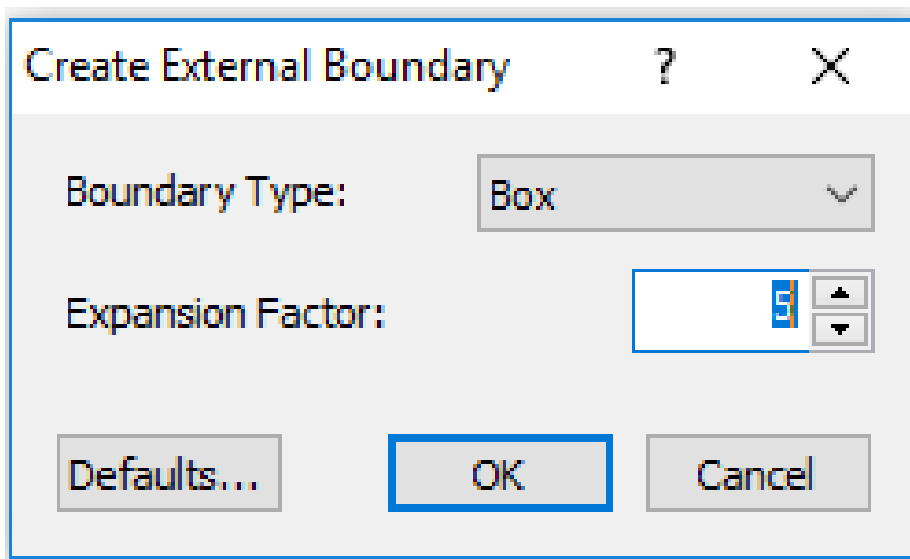 Create External Boundary ?
Boundary Type: Box
Expansion Factor: 5
Defaults... OK Cancel